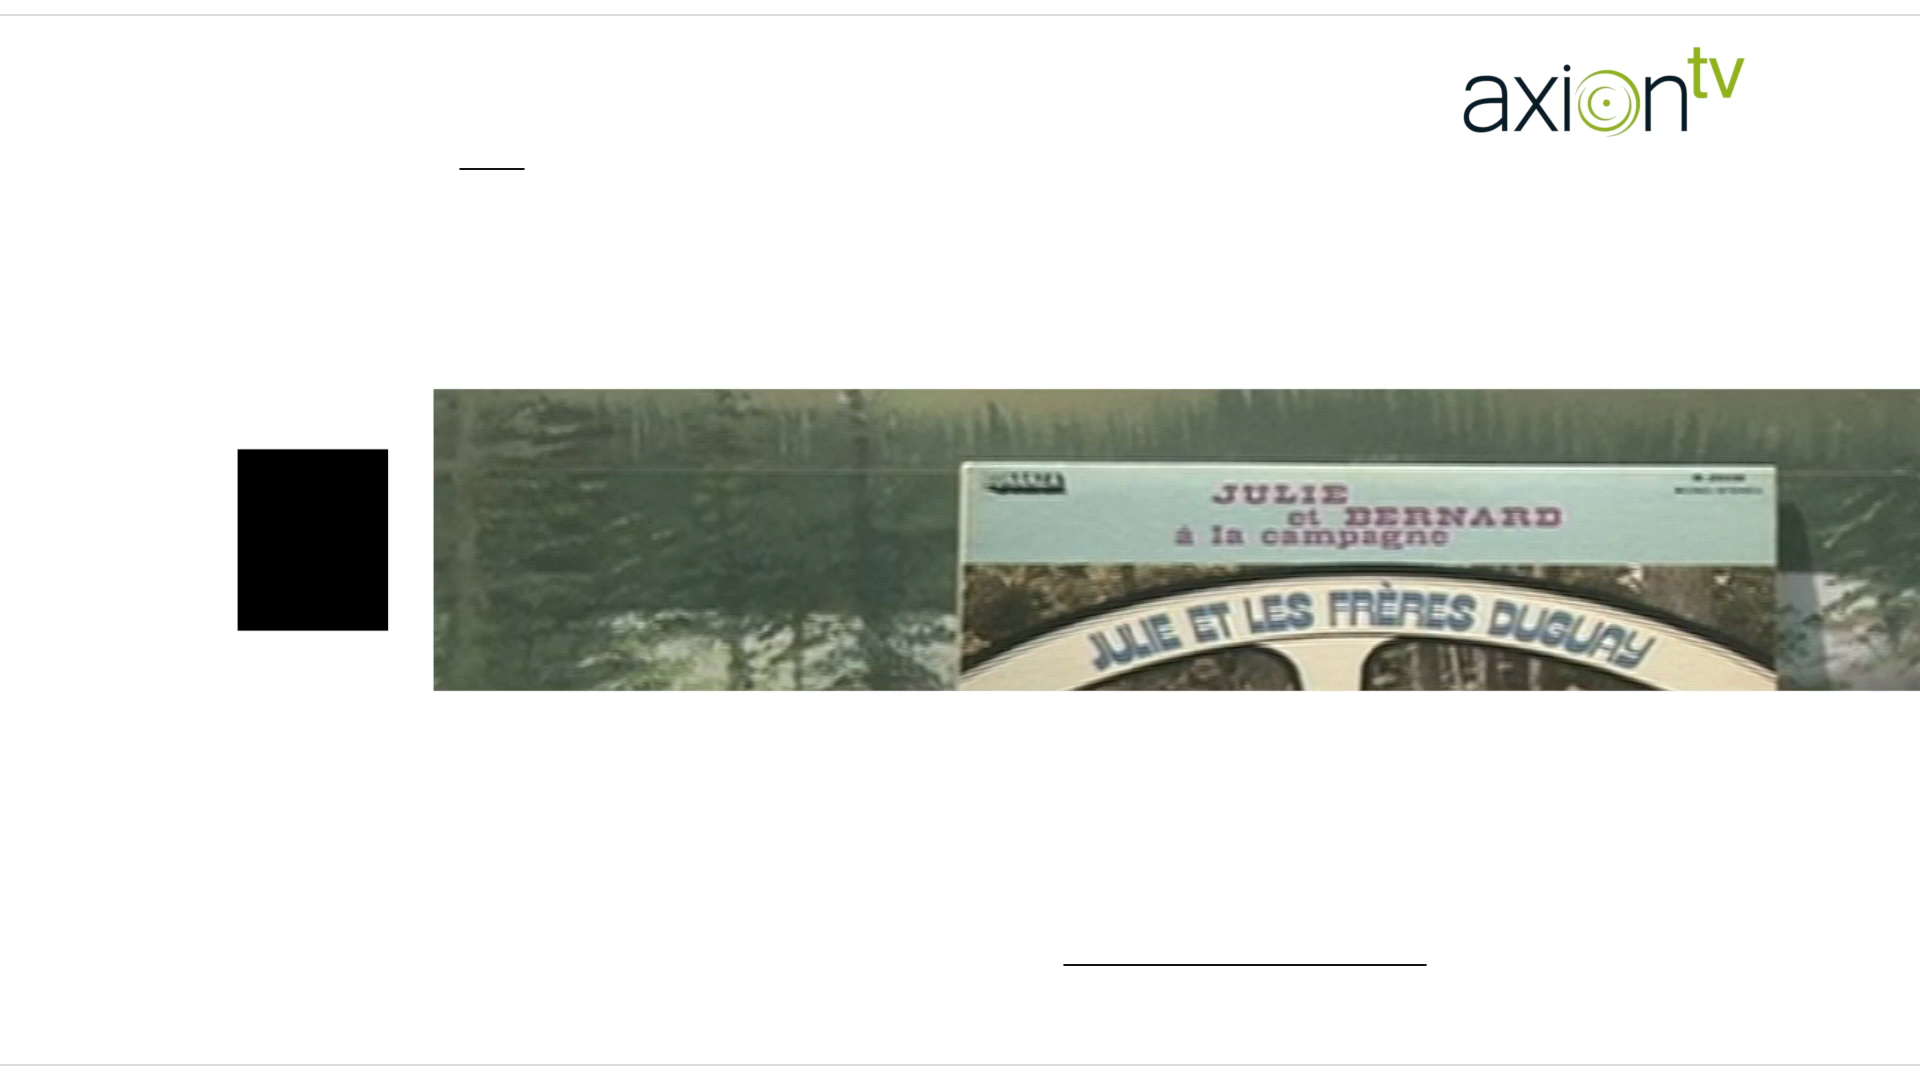 axiontv
JULIE
et BERNARD
à la campagne
JULIE ET LES FRÈRES DUGUAY